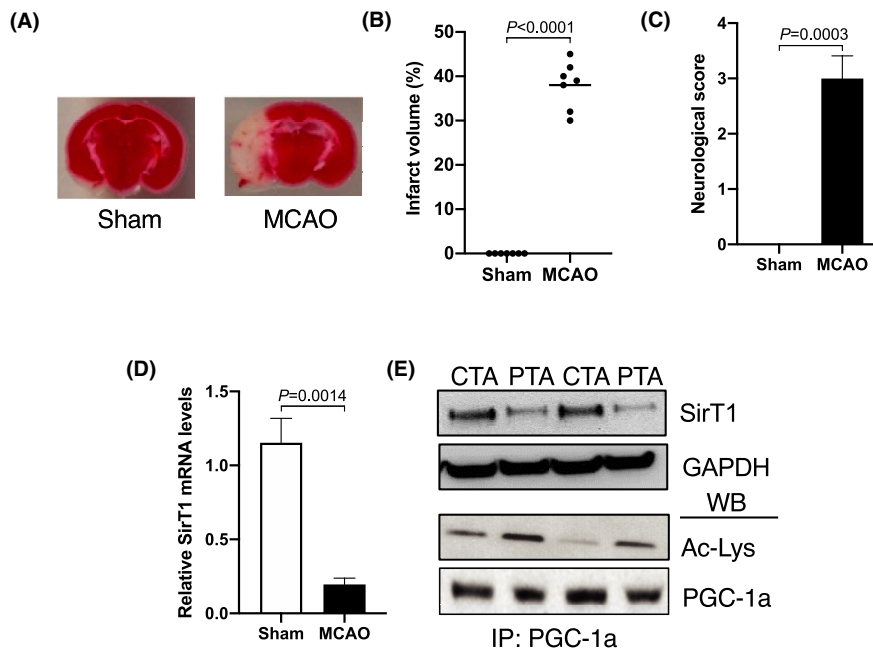 (A)
Sham
MCAO
(B)
Infarct volume (%)
50
40
30
20
10
0
P<0.0001
Sham
MCAO
(C)
Neurological score
4
3
2
1
0
P=0.0003
Sham
MCAO
(D)
Relative SirT1 mRNA levels
1.5
1.0
0.5
0.0
P=0.0014
Sham
MCAO
(E)
CTA PTA CTA PTA
SirT1
GAPDH
WB
Ac-Lys
PGC-1a
IP: PGC-1a